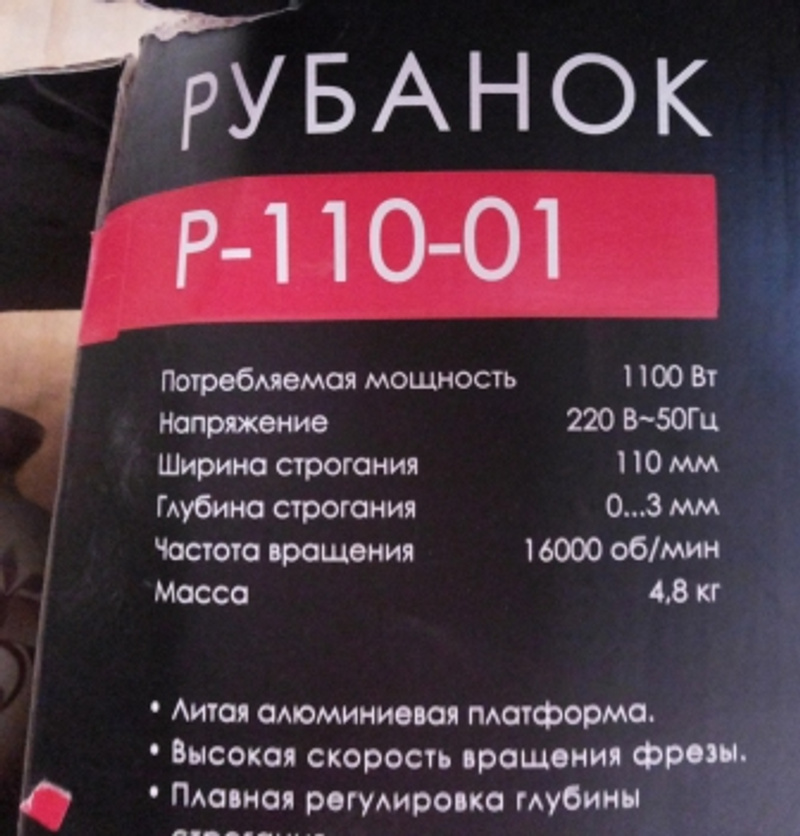 РУБАНОК
Р-110-01
Потребляемая мощность 1100 Вт
Напряжение 220 В~50Гц
Ширина строгания 110 мм
Глубина строгания 0...3 мм
Частота вращения 16000 об/мин
Масса 4,8 кг
• Литая алюминиевая платформа.
• Высокая скорость вращения фрезы.
• Плавная регулировка глубины